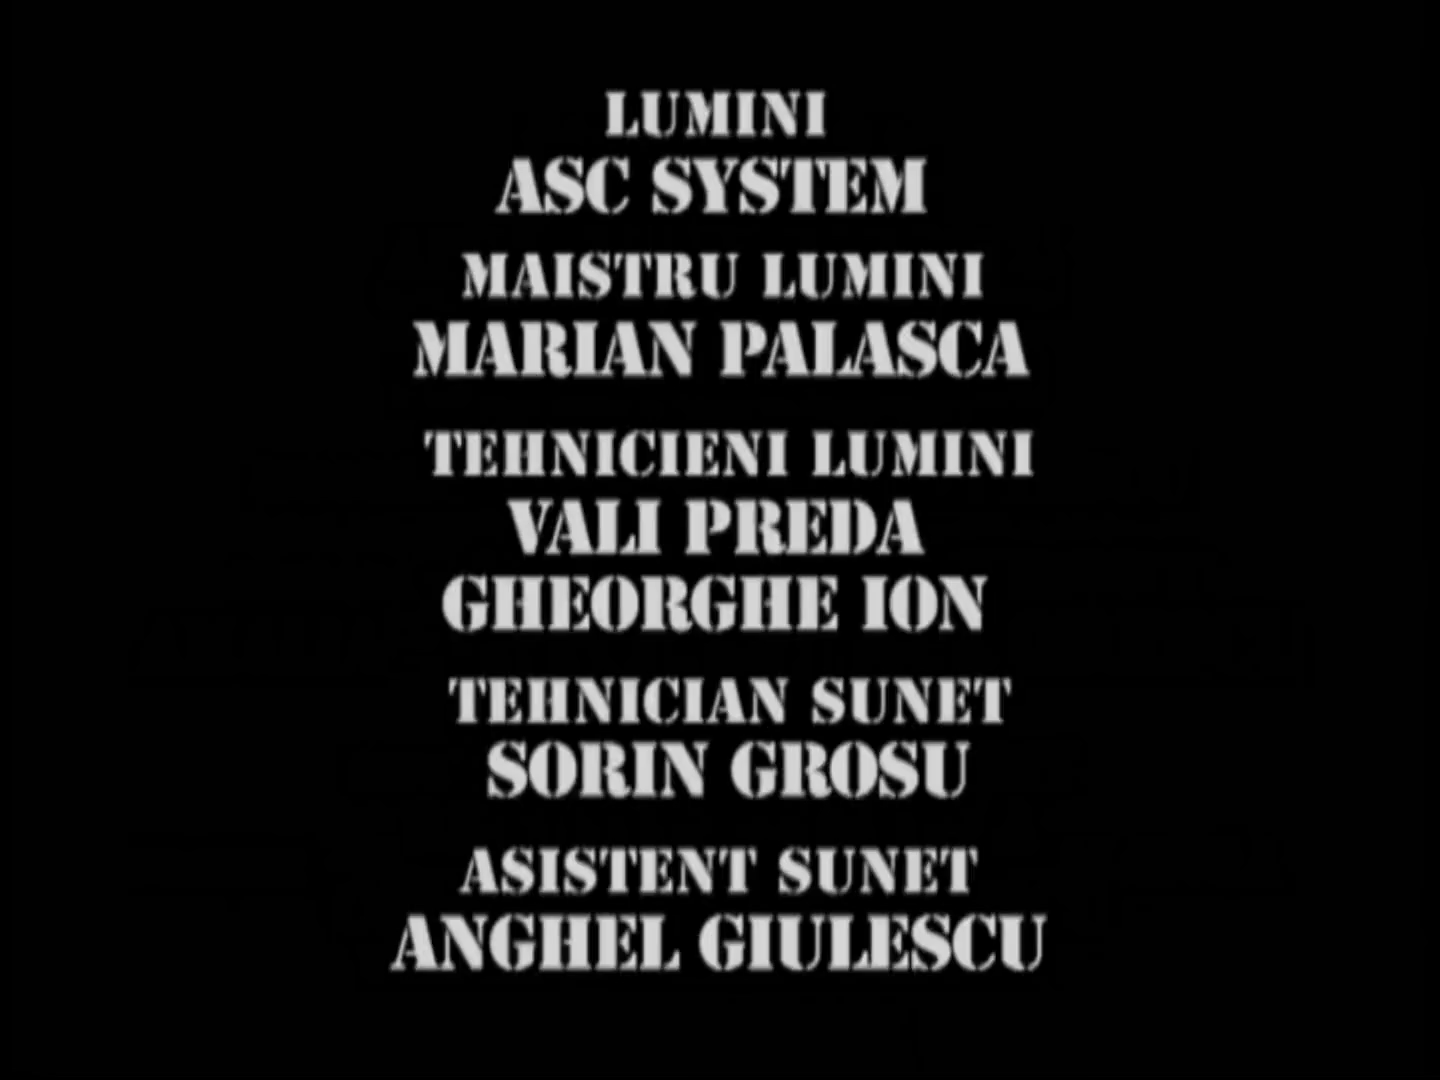 LUMINI
ASC SYSTEM
MAISTRU LUMINI
MARIAN PALASCA
TEHNICIENI LUMINI
VALI PREDA
GHEORGHE ION
TEHNICIAN SUNET
SORIN GROSU
ASISTENT SUNET
ANGHEL GIULESCU